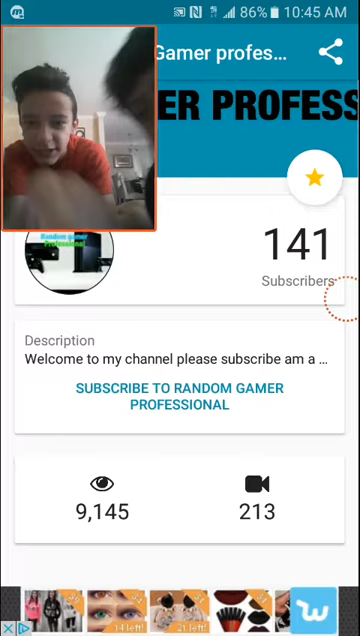 86% 10:45 AM
Gamer profes...
ER PROFESS
Random gamer
Professional
141
Subscribers
Description
Welcome to my channel please subscribe am a ...
SUBSCRIBE TO RANDOM GAMER
PROFESSIONAL
9,145
213
14 left!
21 left!